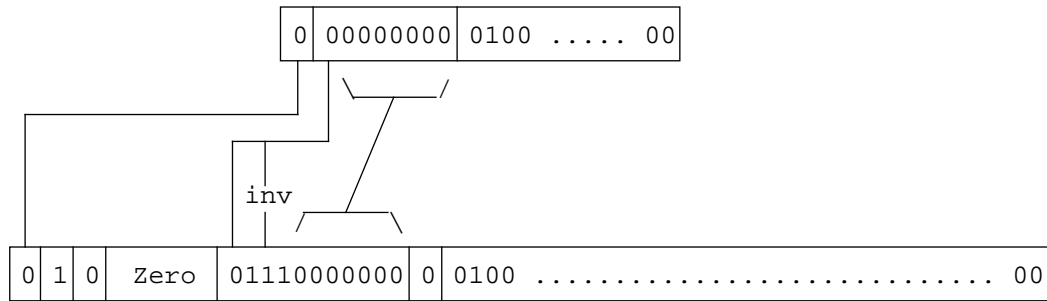 0 00000000 0100 ..... 00
inv
0 1 0 Zero 01110000000 0 0100 ............................. 00